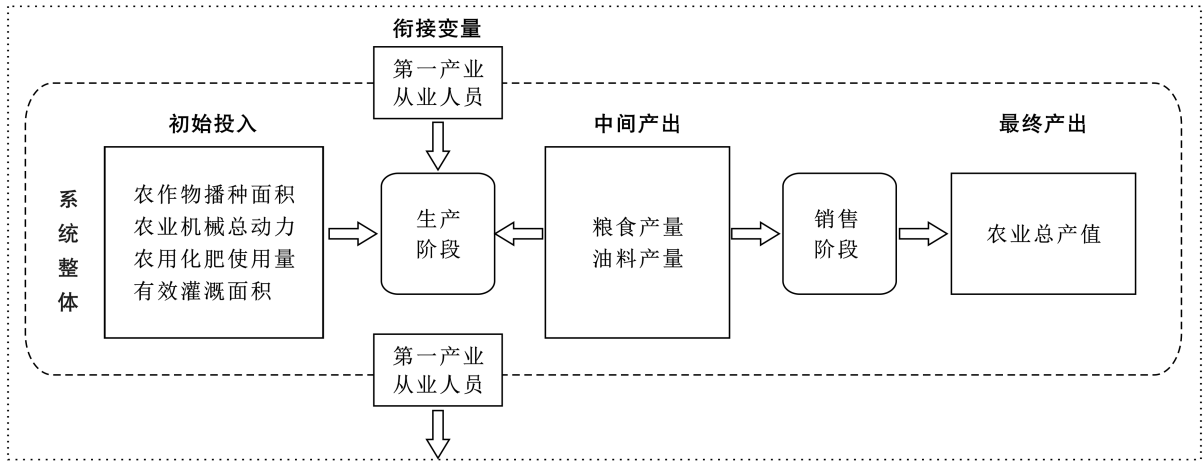 衔接变量
第一产业
从业人员
初始投入
中间产出
最终产出
系统整体
农作物播种面积
农业机械总动力
农用化肥使用量
有效灌溉面积
生产
阶段
粮食产量
油料产量
销售
阶段
农业总产值
第一产业
从业人员